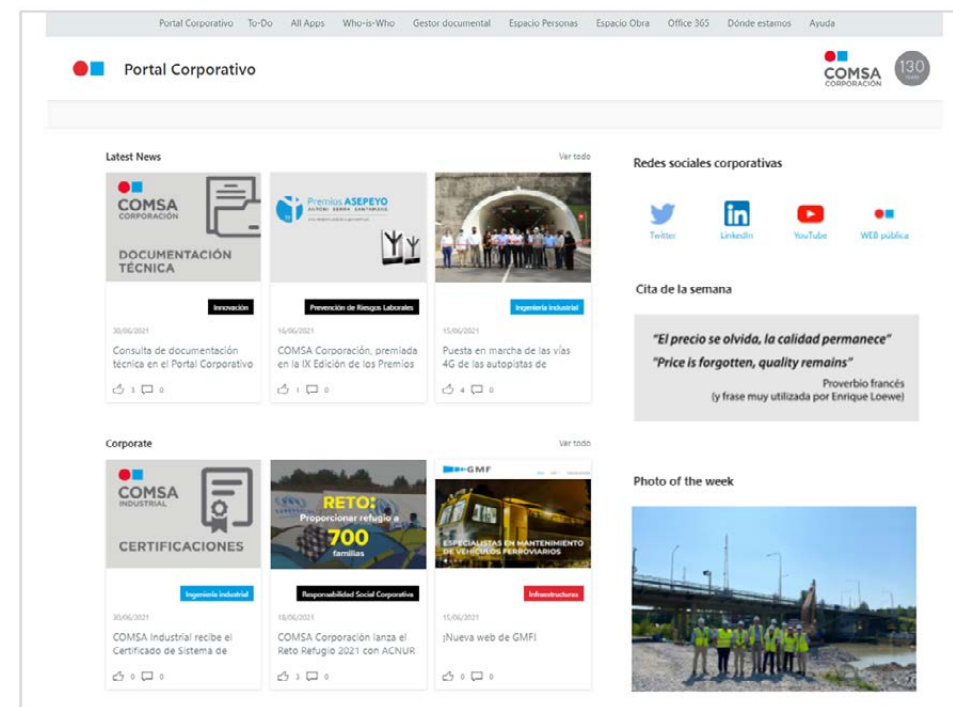 Portal Corporativo To-Do All Apps Who-is-Who Gestor documental Espacio Personas Espacio Obra Office 365 Dónde estamos Ayuda
Portal Corporativo
COMSA
CORPORACIÓN
130
Latest News
Ver todo
COMSA
CORPORACIÓN
DOCUMENTACIÓN
TÉCNICA
Innovación
30/06/2021
Consulta de documentación
técnica en el Portal Corporativo
3 0
Premios ASEPEYO
Prevención de Riesgos Laborales
16/06/2021
COMSA Corporación, premiada
en la IX Edición de los Premios
1 0
Ingeniería industrial
15/06/2021
Puesta en marcha de las vías
4G de las autopistas de
4 0
Corporate
Ver todo
COMSA
INDUSTRIAL
CERTIFICACIONES
Ingeniería industrial
30/06/2021
COMSA Industrial recibe el
Certificado de Sistema de
0 0
RETO:
Proporcionar refugio a
700
familias
Responsabilidad Social Corporativa
18/06/2021
COMSA Corporación lanza el
Reto Refugio 2021 con ACNUR
3 0
GMF
ESPECIALISTAS EN MANTENIMIENTO
DE VEHÍCULOS FERROVIARIOS
Infraestructuras
15/06/2021
¡Nueva web de GMF!
0 0
Redes sociales corporativas
Twitter LinkedIn YouTube WEB pública
Cita de la semana
“El precio se olvida, la calidad permanece”
"Price is forgotten, quality remains”
Proverbio francés
(y frase muy utilizada por Enrique Loewe)
Photo of the week